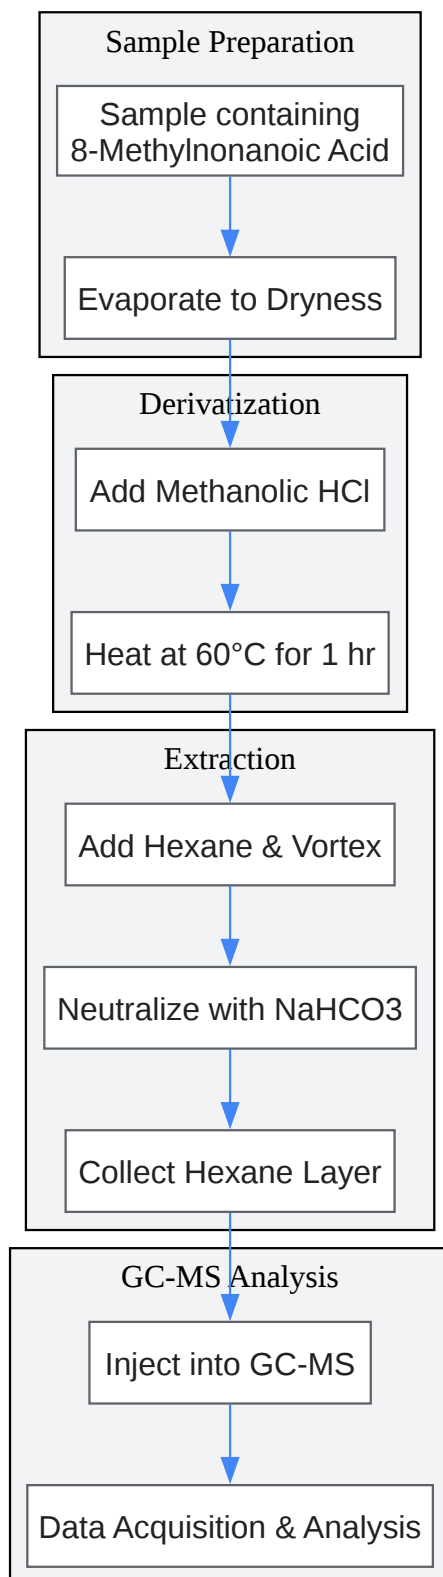 Sample Preparation
Sample containing
8-Methylnonanoic Acid
Evaporate to Dryness
Derivatization
Add Methanolic HCl
Heat at 60°C for 1 hr
Extraction
Add Hexane & Vortex
Neutralize with NaHCO3
Collect Hexane Layer
GC-MS Analysis
Inject into GC-MS
Data Acquisition & Analysis